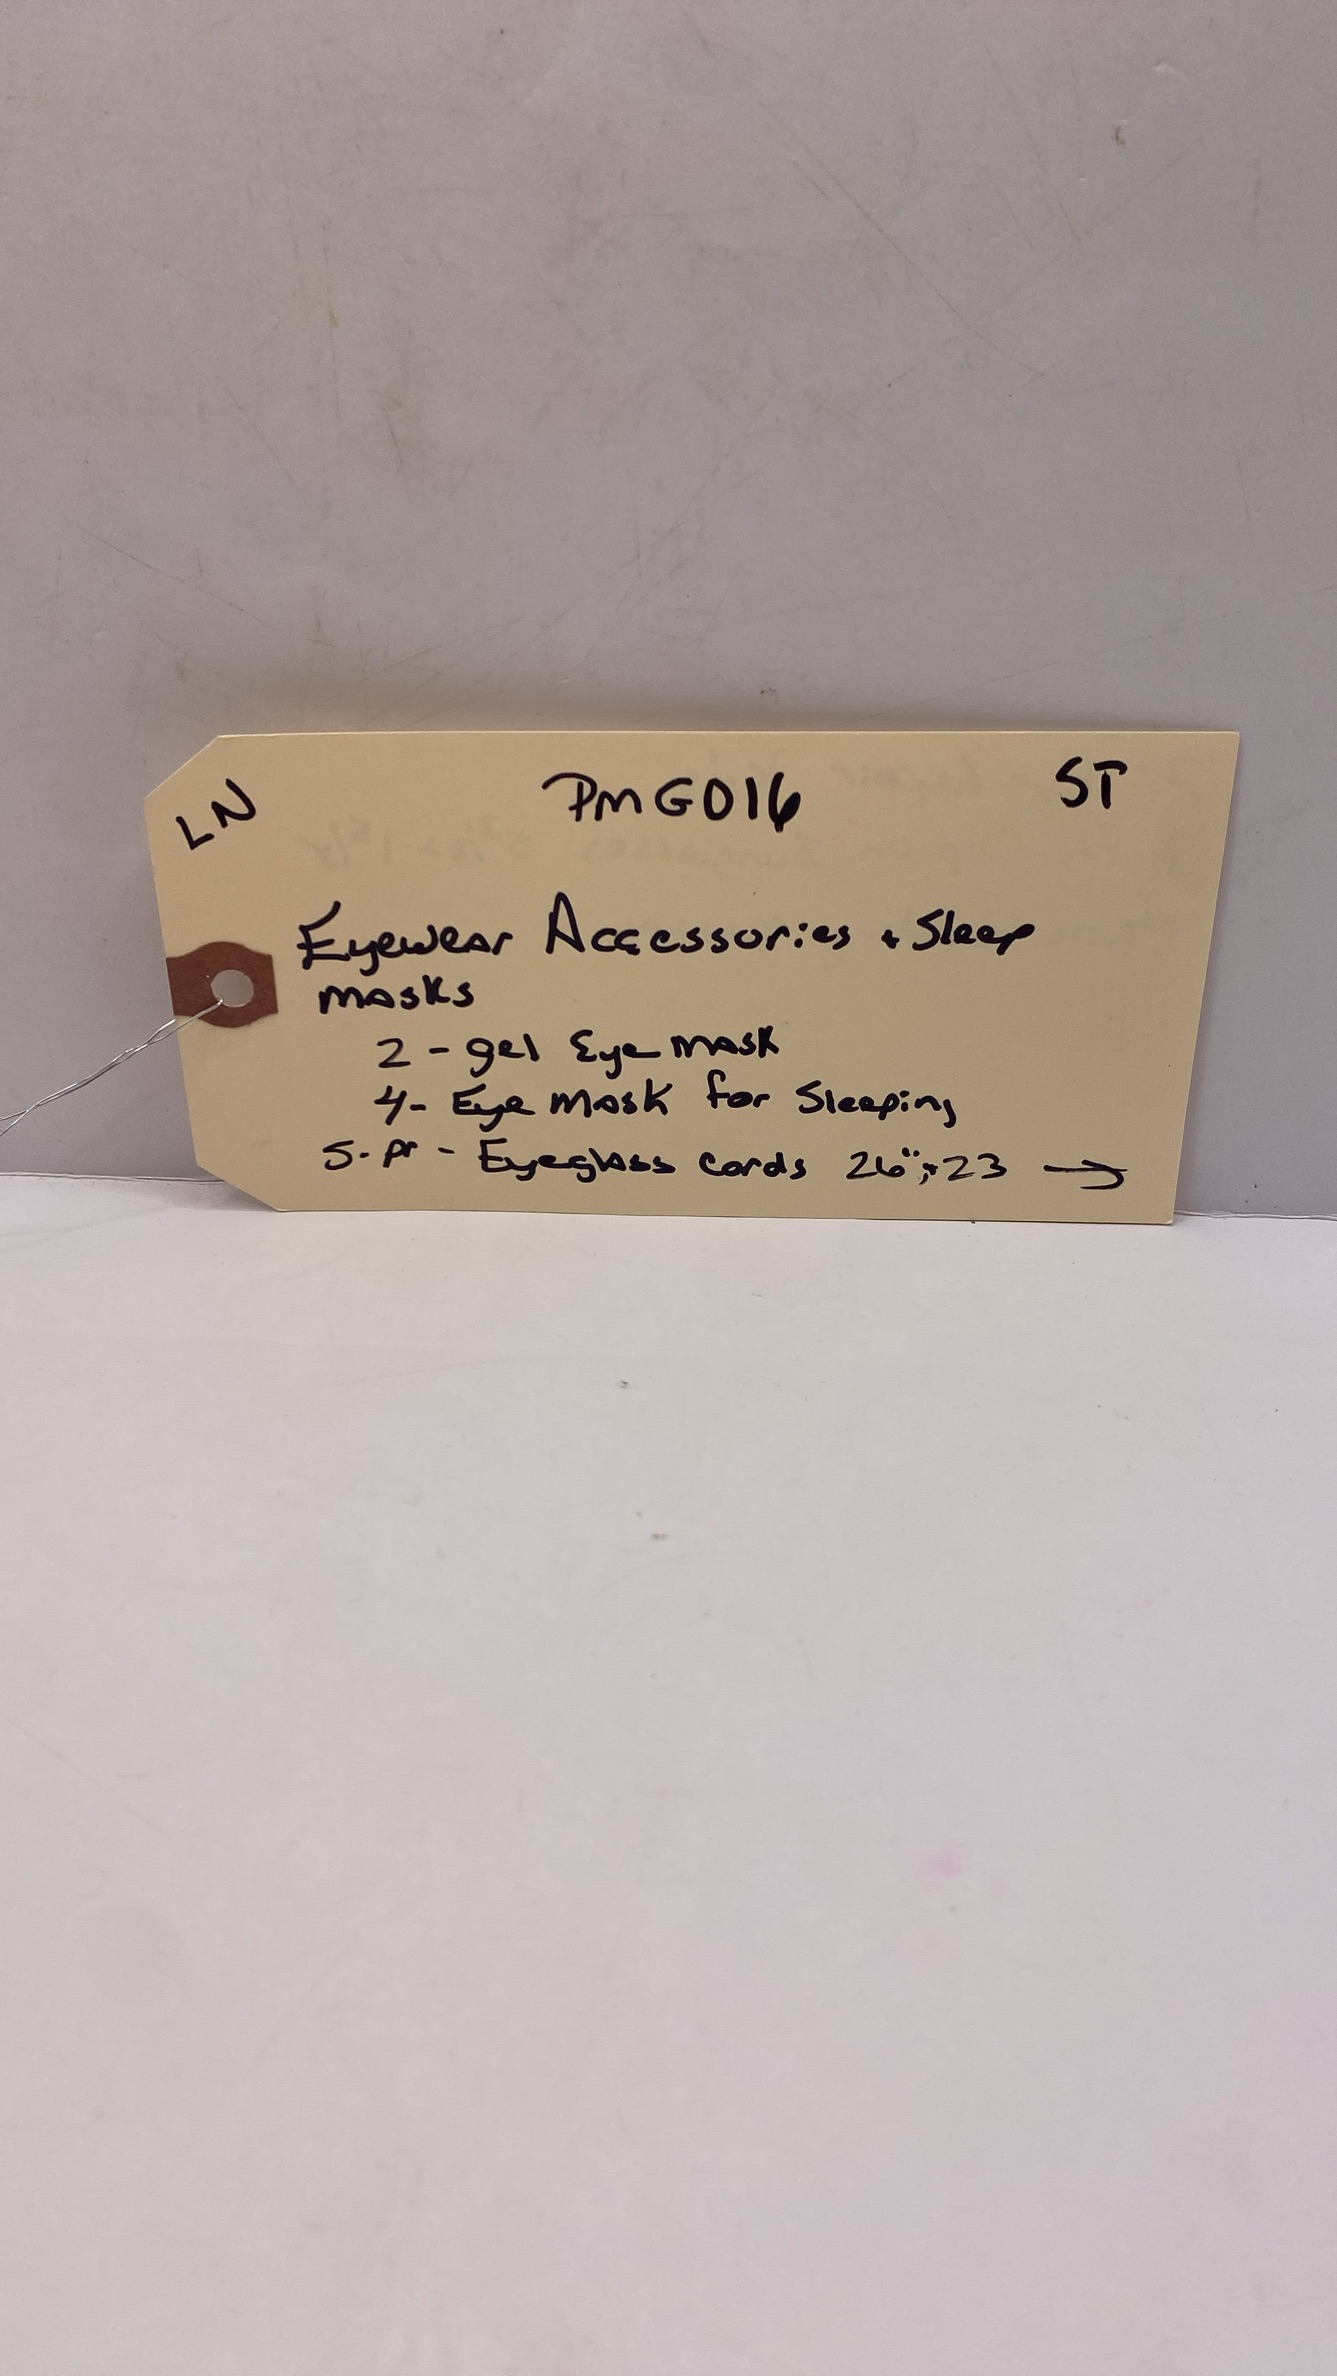 LN PMG016 ST
Eyewear Accessories + Sleep
masks
2 - gel Eye mask
4- Eye mask for Sleeping
5-pr - Eyeglass cords 26";+23 →